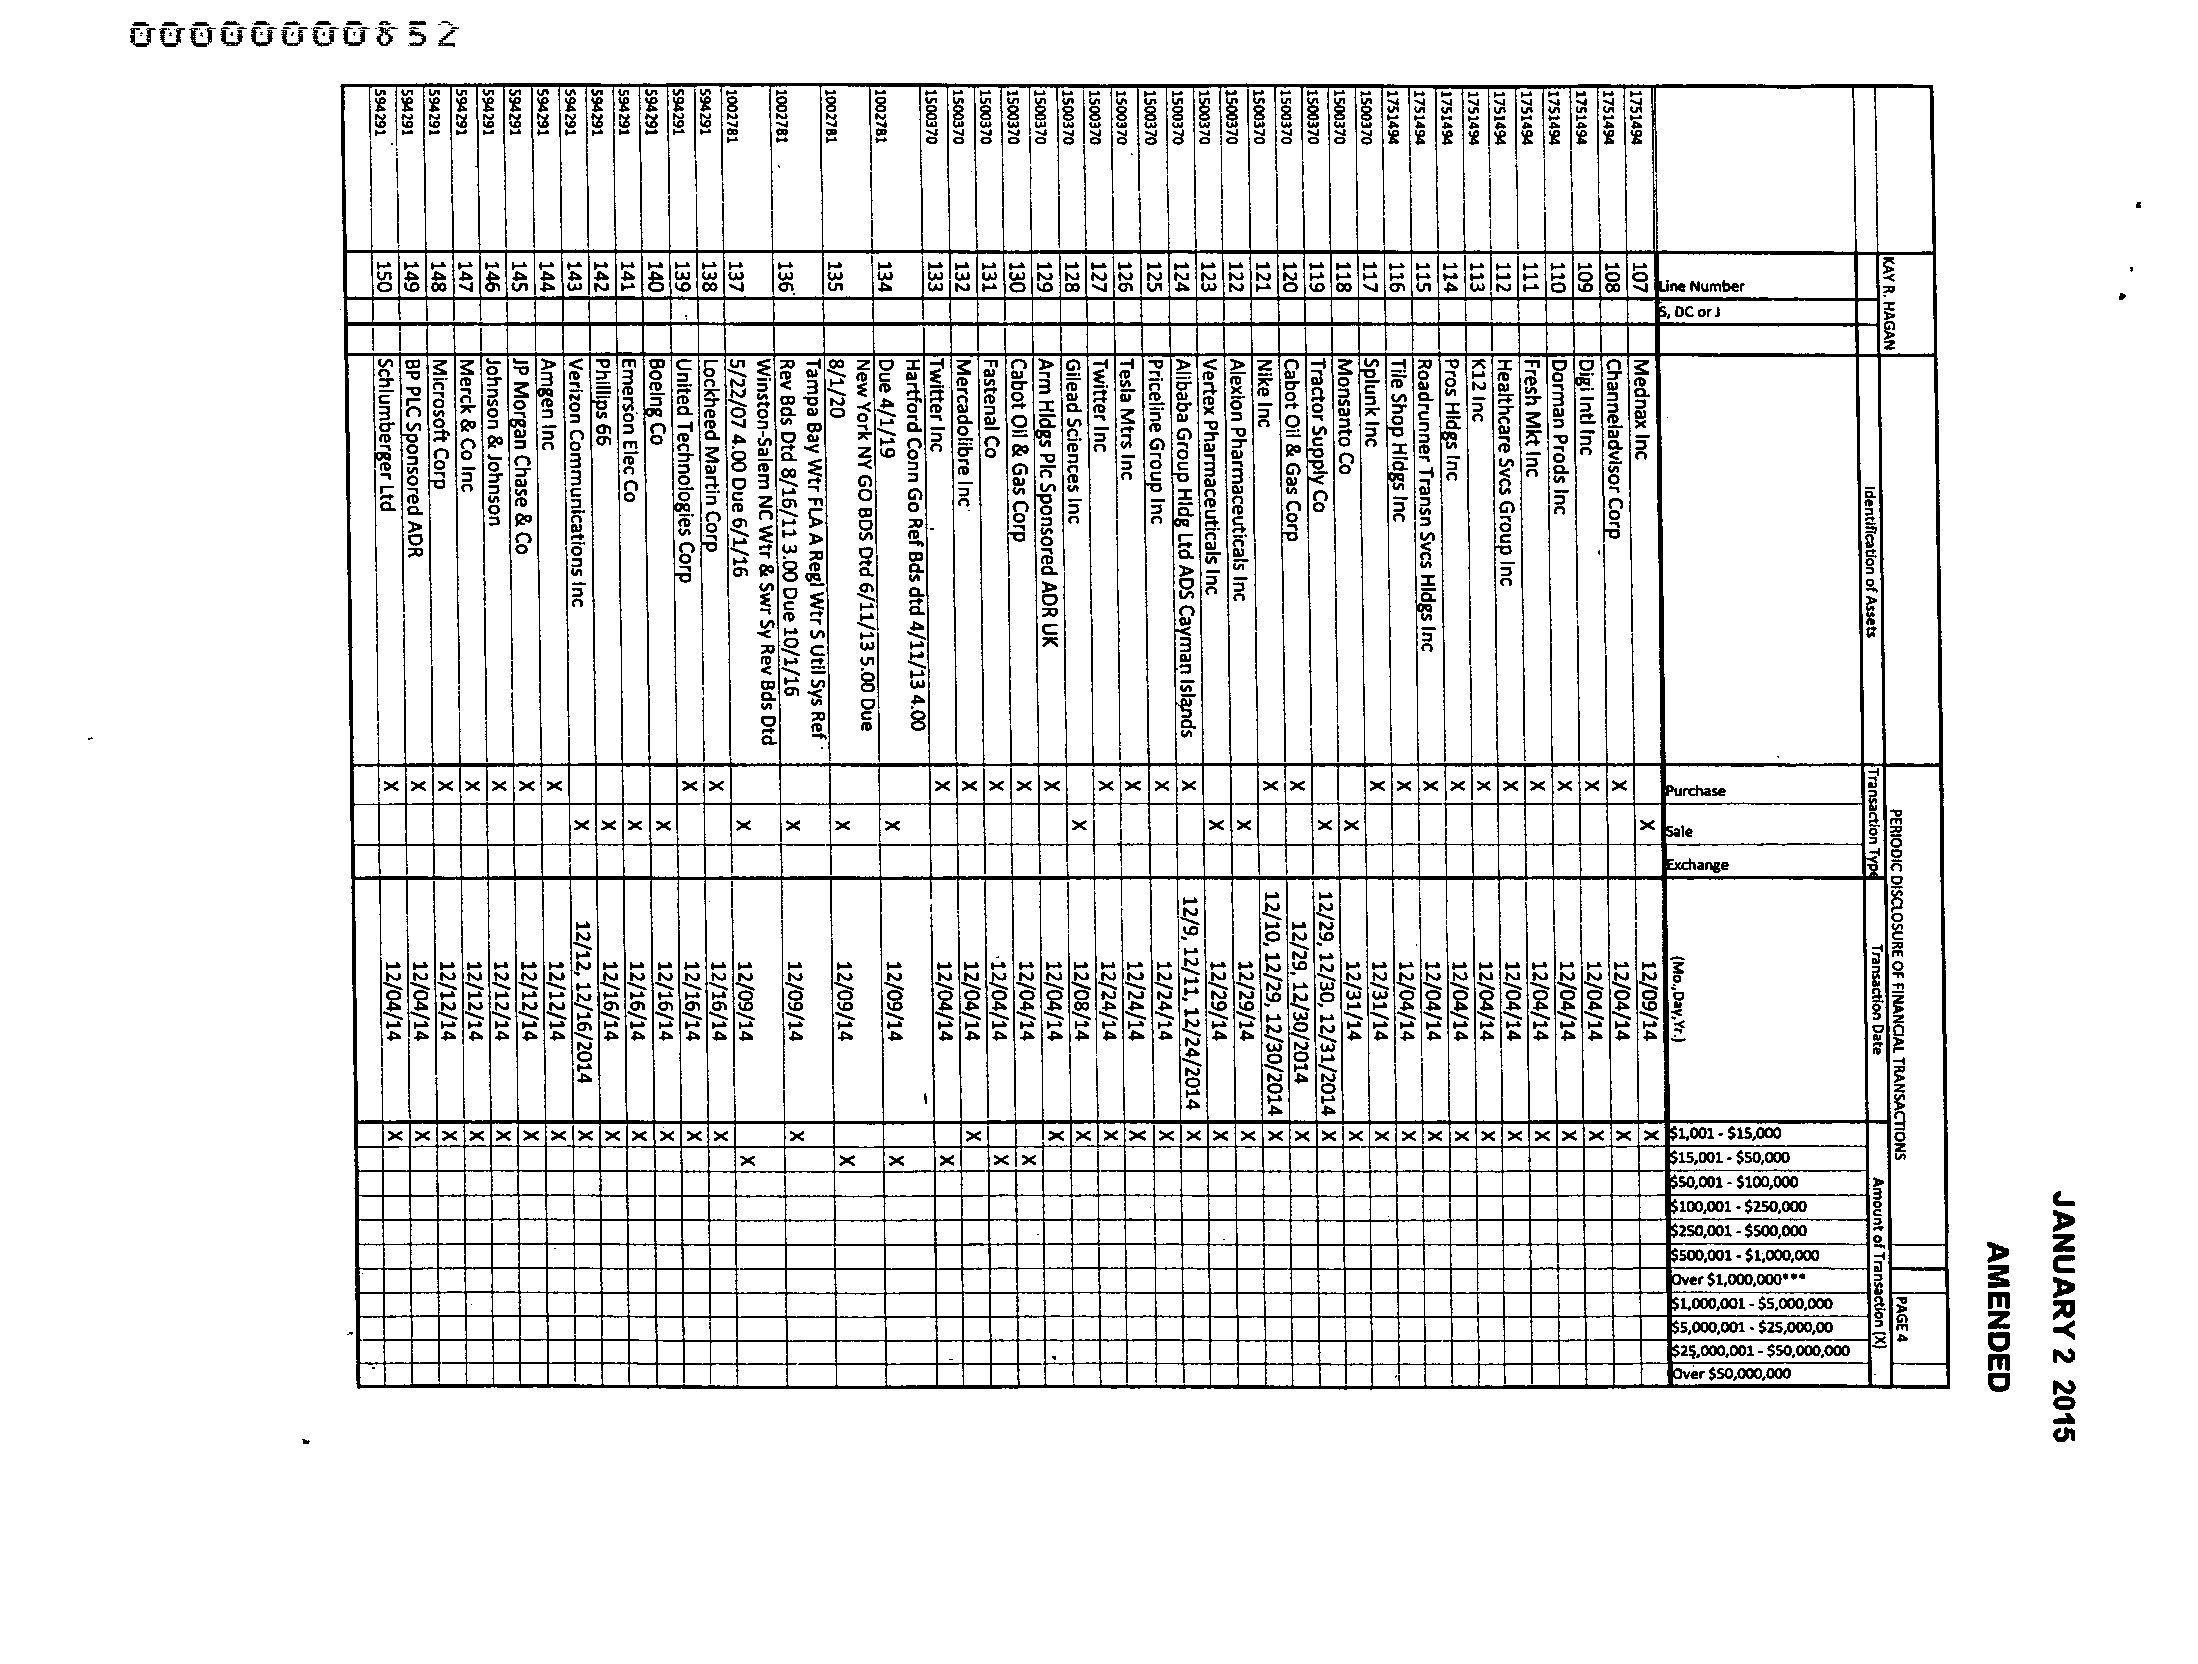 00000000852
JANUARY 2 2015
AMENDED
KAY R. HAGAN PERIODIC DISCLOSURE OF FINANCIAL TRANSACTIONS PAGE 4
Identification of Assets Transaction Type Transaction Date Amount of Transaction (X)
Line Number
S, DC or J
Purchase
Sale
Exchange
(Mo.,Day,Yr.)
$1,001 - $15,000
$15,001 - $50,000
$50,001 - $100,000
$100,001 - $250,000
$250,001 - $500,000
$500,001 - $1,000,000
Over $1,000,000***
$1,000,001 - $5,000,000
$5,000,001 - $25,000,00
$25,000,001 - $50,000,000
Over $50,000,000
1751494 107 Mednax Inc X 12/09/14 X
1751494 108 Channeladvisor Corp X 12/04/14 X
1751494 109 Digi Intl Inc X 12/04/14 X
1751494 110 Dorman Prods Inc X 12/04/14 X
1751494 111 Fresh Mkt Inc X 12/04/14 X
1751494 112 Healthcare Svcs Group Inc X 12/04/14 X
1751494 113 K12 Inc X 12/04/14 X
1751494 114 Pros Hldgs Inc X 12/04/14 X
1751494 115 Roadrunner Transn Svcs Hldgs Inc X 12/04/14 X
1751494 116 Tile Shop Hldgs Inc X 12/04/14 X
1500370 117 Splunk Inc X 12/31/14 X
1500370 118 Monsanto Co X 12/31/14 X
1500370 119 Tractor Supply Co X 12/29, 12/30, 12/31/2014 X
1500370 120 Cabot Oil & Gas Corp X 12/29, 12/30/2014 X
1500370 121 Nike Inc X 12/10, 12/29, 12/30/2014 X
1500370 122 Alexion Pharmaceuticals Inc X 12/29/14 X
1500370 123 Vertex Pharmaceuticals Inc X 12/29/14 X
1500370 124 Alibaba Group Hldg Ltd ADS Cayman Islands X 12/9, 12/11, 12/24/2014 X
1500370 125 Priceline Group Inc X 12/24/14 X
1500370 126 Tesla Mtrs Inc X 12/24/14 X
1500370 127 Twitter Inc X 12/24/14 X
1500370 128 Gilead Sciences Inc X 12/08/14 X
1500370 129 Arm Hldgs Plc Sponsored ADR UK X 12/04/14 X
1500370 130 Cabot Oil & Gas Corp X 12/04/14 X
1500370 131 Fastenal Co X 12/04/14 X
1500370 132 Mercadolibre Inc X 12/04/14 X
1500370 133 Twitter Inc X 12/04/14 X
Hartford Conn Go Ref Bds dtd 4/11/13 4.00
1002781 134 Due 4/1/19 X 12/09/14 X
New York NY GO BDS Dtd 6/11/13 5.00 Due
1002781 135 8/1/20 X 12/09/14 X
Tampa Bay Wtr FLA A Regl Wtr S Util Sys Ref
1002781 136 Rev Bds Dtd 8/16/11 3.00 Due 10/1/16 X 12/09/14 X
Winston-Salem NC Wtr & Swr Sy Rev Bds Dtd
1002781 137 5/22/07 4.00 Due 6/1/16 X 12/09/14 X
594291 138 Lockheed Martin Corp X 12/16/14 X
594291 139 United Technologies Corp X 12/16/14 X
594291 140 Boeing Co X 12/16/14 X
594291 141 Emerson Elec Co X 12/16/14 X
594291 142 Phillips 66 X 12/16/14 X
594291 143 Verizon Communications Inc X 12/12, 12/16/2014 X
594291 144 Amgen Inc X 12/12/14 X
594291 145 JP Morgan Chase & Co X 12/12/14 X
594291 146 Johnson & Johnson X 12/12/14 X
594291 147 Merck & Co Inc X 12/12/14 X
594291 148 Microsoft Corp X 12/12/14 X
594291 149 BP PLC Sponsored ADR X 12/04/14 X
594291 150 Schlumberger Ltd X 12/04/14 X